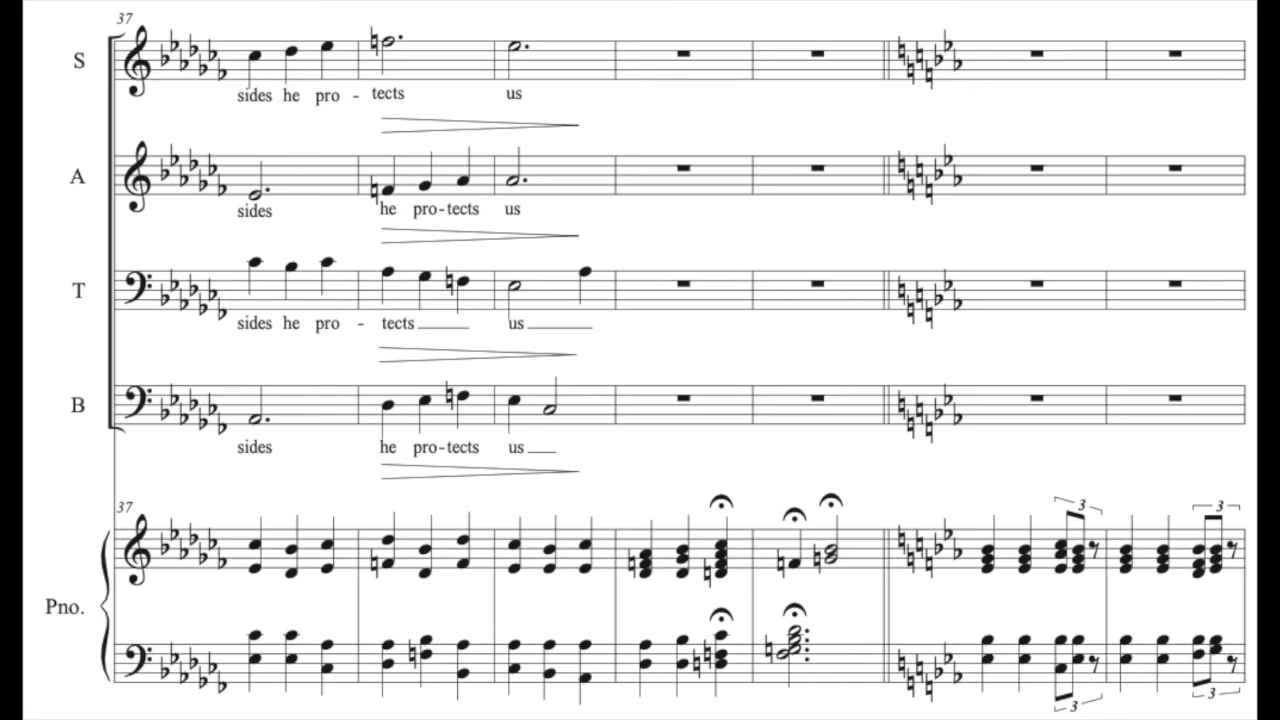 37
S
sides he pro - tects us
A
sides he pro-tects us
T
sides he pro - tects us
B
sides he pro-tects us
37
3 3
Pno.
3 3